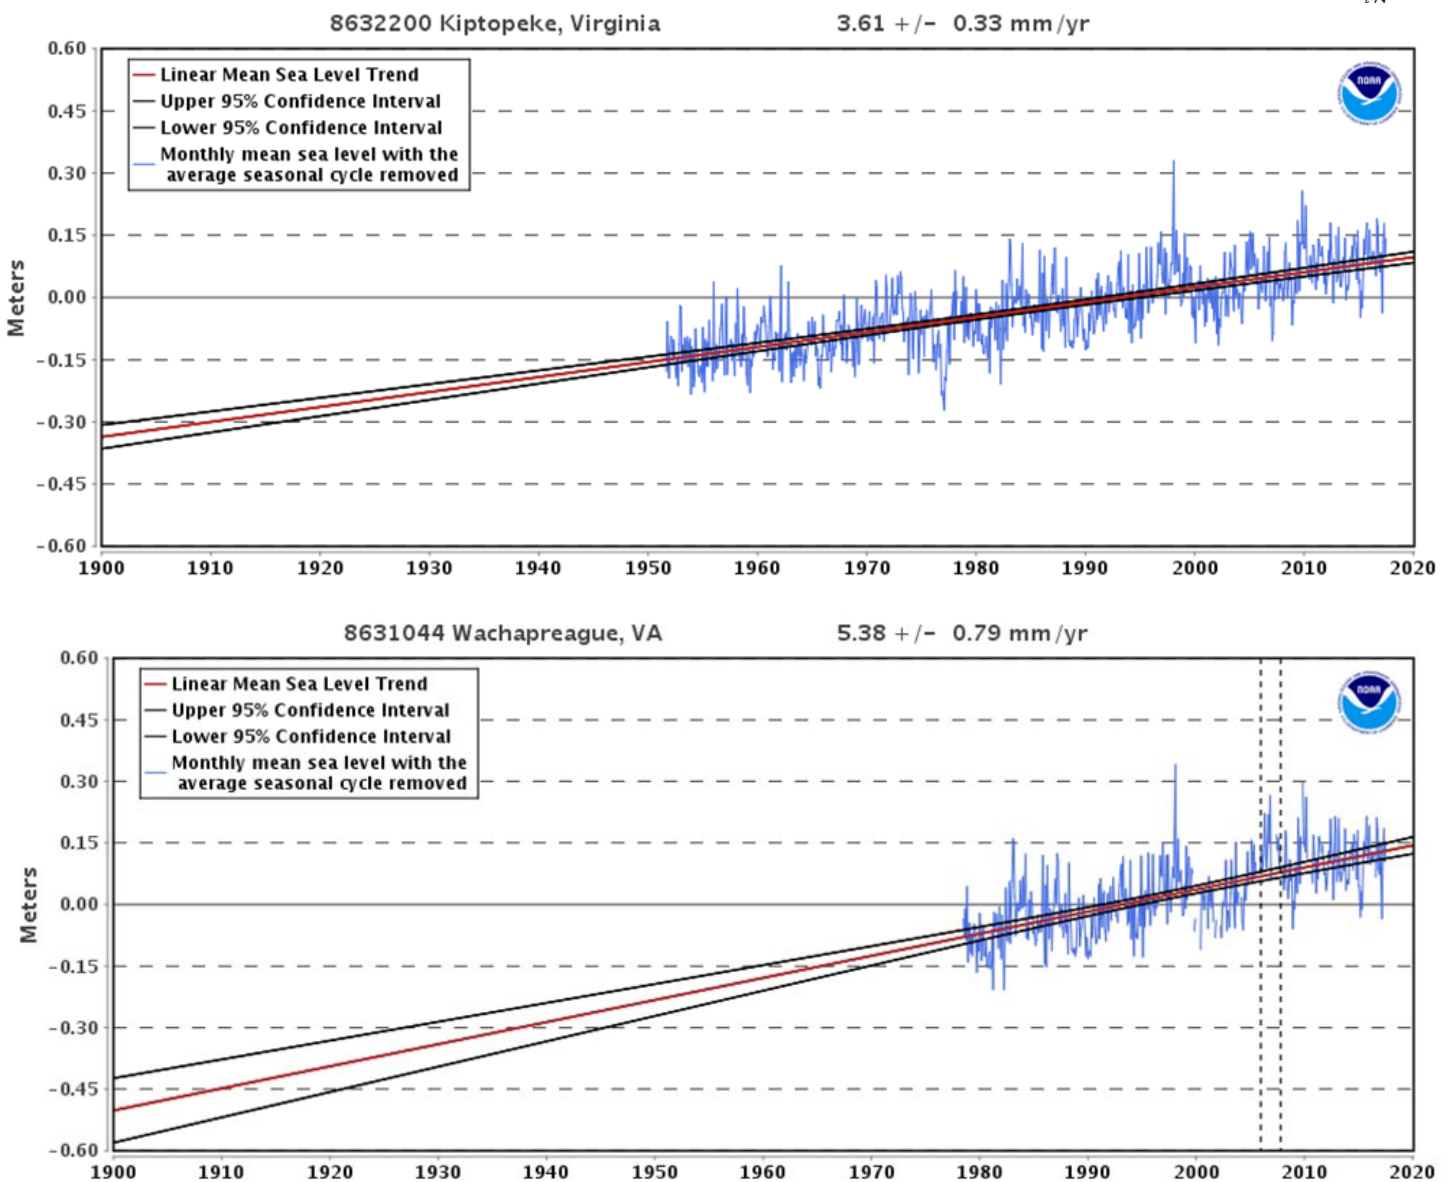 8632200 Kiptopeke, Virginia 3.61 +/- 0.33 mm/yr
0.60
0.45
0.30
0.15
0.00
-0.15
-0.30
-0.45
-0.60
Meters
Linear Mean Sea Level Trend
Upper 95% Confidence Interval
Lower 95% Confidence Interval
Monthly mean sea level with the
average seasonal cycle removed
NOAA
1900 1910 1920 1930 1940 1950 1960 1970 1980 1990 2000 2010 2020
8631044 Wachapreague, VA 5.38 +/- 0.79 mm/yr
0.60
0.45
0.30
0.15
0.00
-0.15
-0.30
-0.45
-0.60
Meters
Linear Mean Sea Level Trend
Upper 95% Confidence Interval
Lower 95% Confidence Interval
Monthly mean sea level with the
average seasonal cycle removed
NOAA
1900 1910 1920 1930 1940 1950 1960 1970 1980 1990 2000 2010 2020